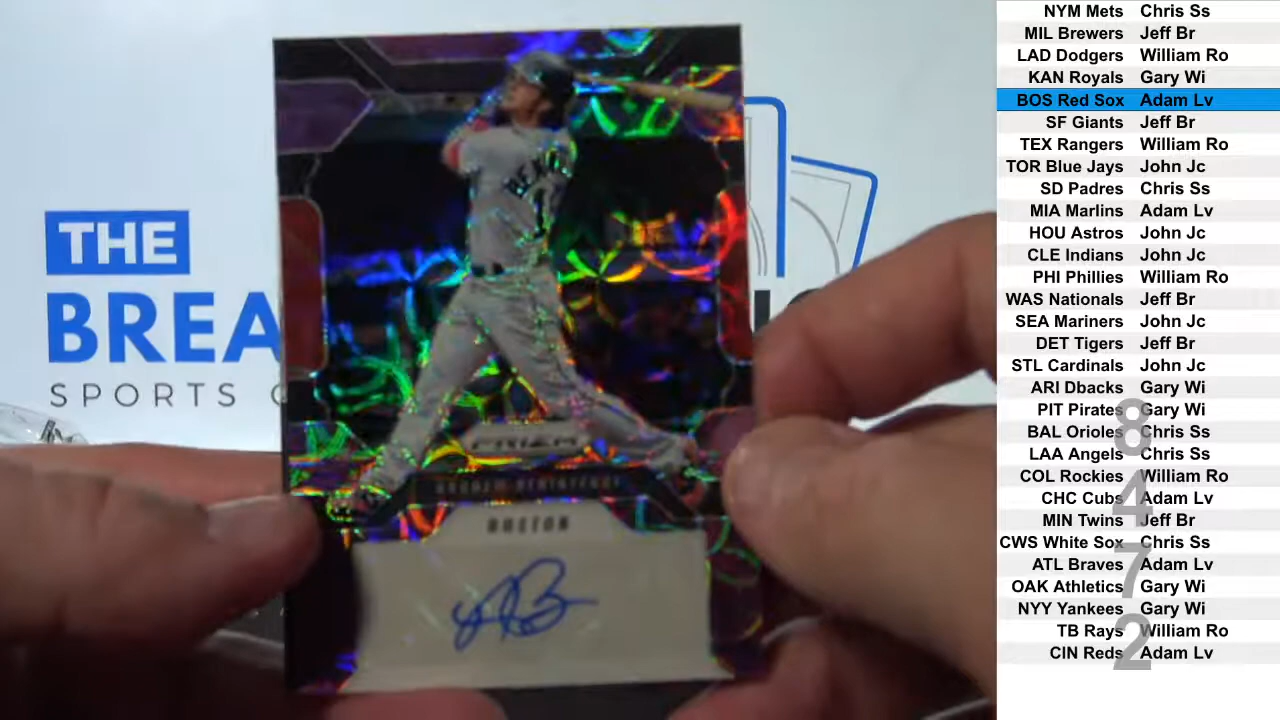 THE
BREA
SPORTS C
PRIZM
ANDREW BENINTENDI
BOSTON
NYM Mets Chris Ss
MIL Brewers Jeff Br
LAD Dodgers William Ro
KAN Royals Gary Wi
BOS Red Sox Adam Lv
SF Giants Jeff Br
TEX Rangers William Ro
TOR Blue Jays John Jc
SD Padres Chris Ss
MIA Marlins Adam Lv
HOU Astros John Jc
CLE Indians John Jc
PHI Phillies William Ro
WAS Nationals Jeff Br
SEA Mariners John Jc
DET Tigers Jeff Br
STL Cardinals John Jc
ARI Dbacks Gary Wi
PIT Pirates Gary Wi
BAL Orioles Chris Ss
LAA Angels Chris Ss
COL Rockies William Ro
CHC Cubs Adam Lv
MIN Twins Jeff Br
CWS White Sox Chris Ss
ATL Braves Adam Lv
OAK Athletics Gary Wi
NYY Yankees Gary Wi
TB Rays William Ro
CIN Reds Adam Lv
8
4
7
2